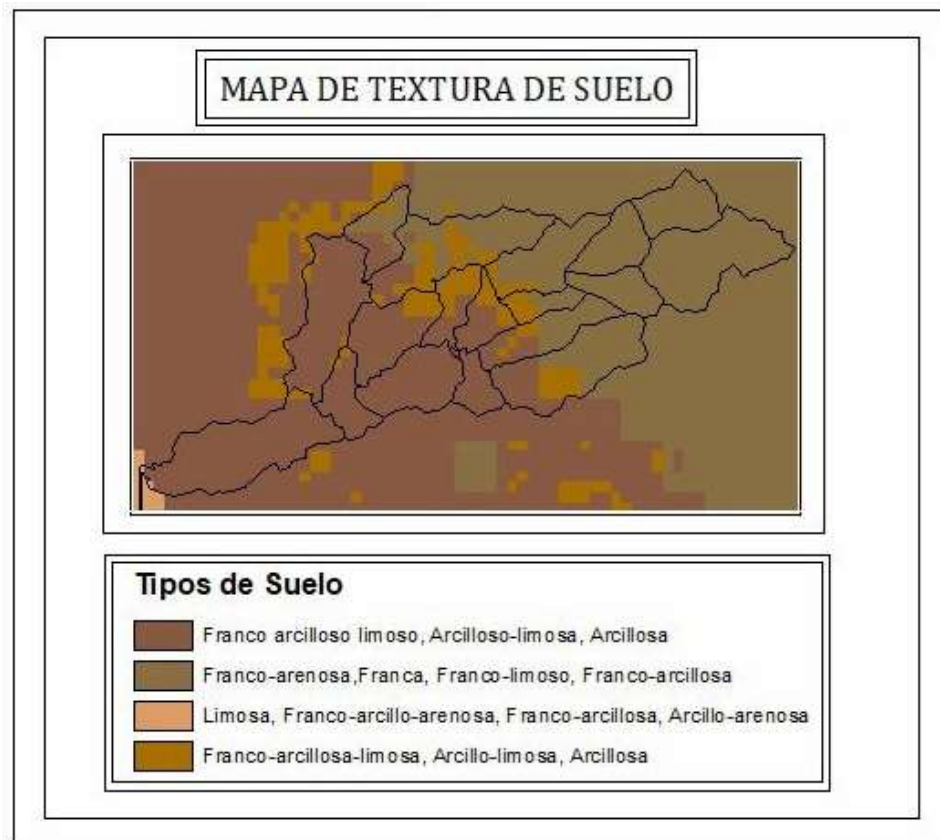 MAPA DE TEXTURA DE SUELO
Tipos de Suelo
Franco arcilloso limoso, Arcilloso-limosa, Arcillosa
Franco-arenosa,Franca, Franco-limoso, Franco-arcillosa
Limosa, Franco-arcillo-arenosa, Franco-arcillosa, Arcillo-arenosa
Franco-arcillosa-limosa, Arcillo-limosa, Arcillosa